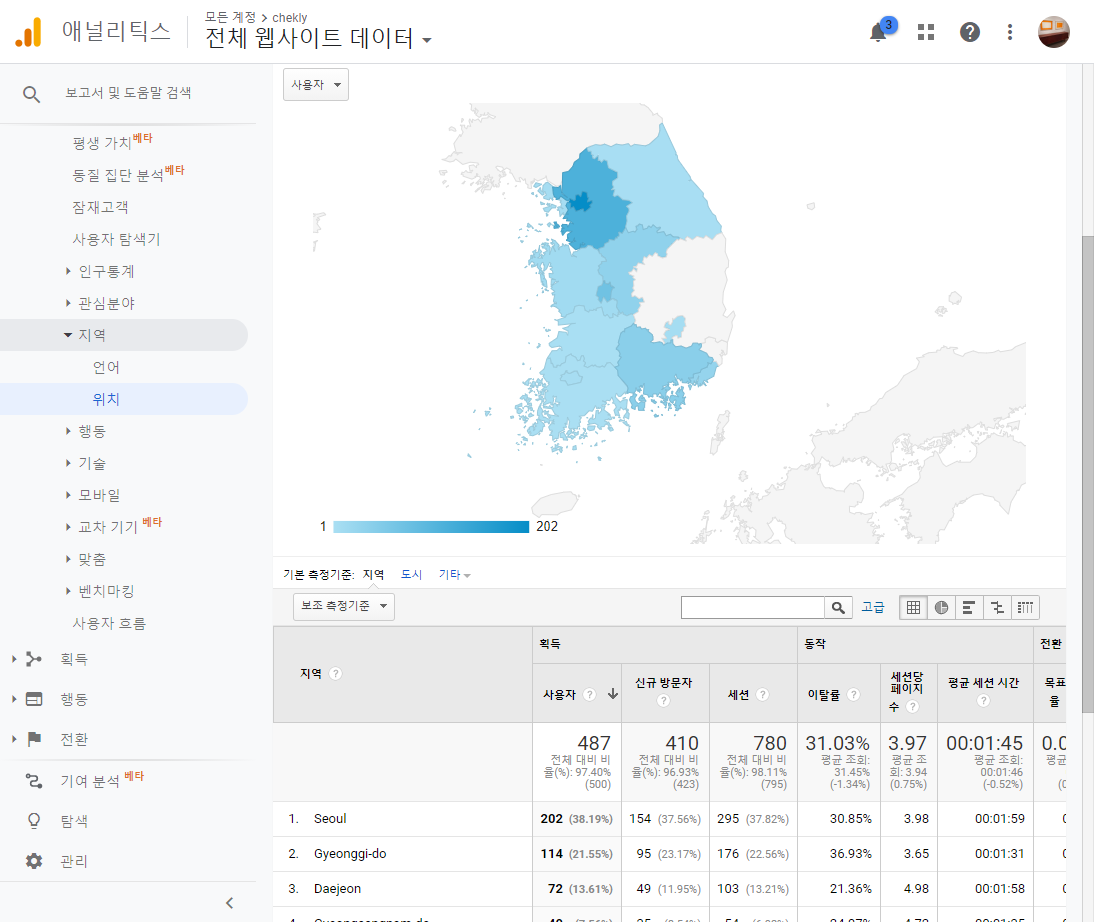 애널리틱스
모든 계정 > chekly
전체 웹사이트 데이터
3
보고서 및 도움말 검색
평생 가치 베타
동질 집단 분석 베타
잠재고객
사용자 탐색기
인구통계
관심분야
지역
언어
위치
행동
기술
모바일
교차 기기 베타
맞춤
벤치마킹
사용자 흐름
획득
행동
전환
기여 분석 베타
탐색
관리
사용자
1 202
기본 측정기준: 지역 도시 기타
보조 측정기준
고급
지역 ?
획득 동작 전환
사용자 ?
신규 방문자 ?
세션 ?
이탈률 ?
세션당
페이지
수 ?
평균 세션 시간 ?
목표
율
487
전체 대비 비
율(%): 97.40%
(500)
410
전체 대비 비
율(%): 96.93%
(423)
780
전체 대비 비
율(%): 98.11%
(795)
31.03%
평균 조회:
31.45%
(-1.34%)
3.97
평균 조
회: 3.94
(0.75%)
00:01:45
평균 조회:
00:01:46
(-0.52%)
1. Seoul 202 (38.19%) 154 (37.56%) 295 (37.82%) 30.85% 3.98 00:01:59
2. Gyeonggi-do 114 (21.55%) 95 (23.17%) 176 (22.56%) 36.93% 3.65 00:01:31
3. Daejeon 72 (13.61%) 49 (11.95%) 103 (13.21%) 21.36% 4.98 00:01:58